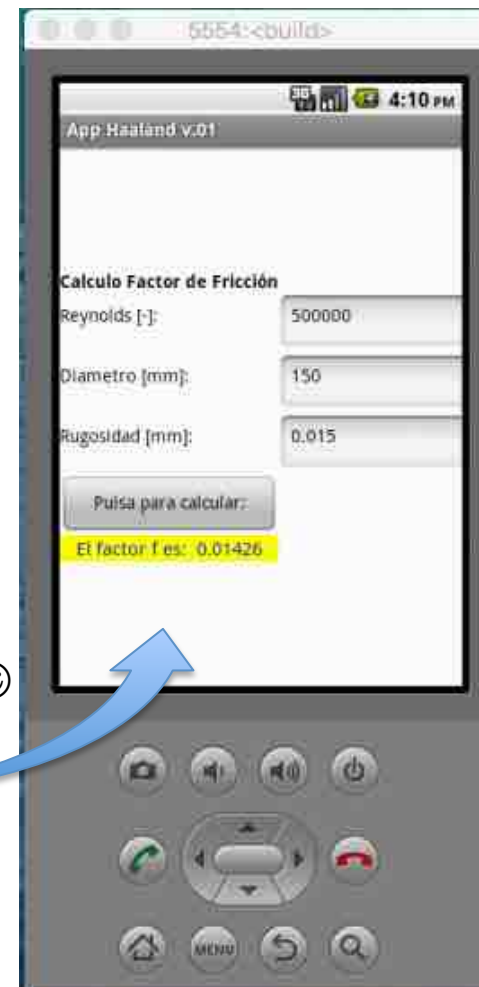 5554:<build>
3G 4:10 PM
App Haaland v.01
Calculo Factor de Fricción
Reynolds [-]: 500000
Diametro [mm]: 150
Rugosidad [mm]: 0.015
Pulsa para calcular:
El factor f es: 0.01426
MENU